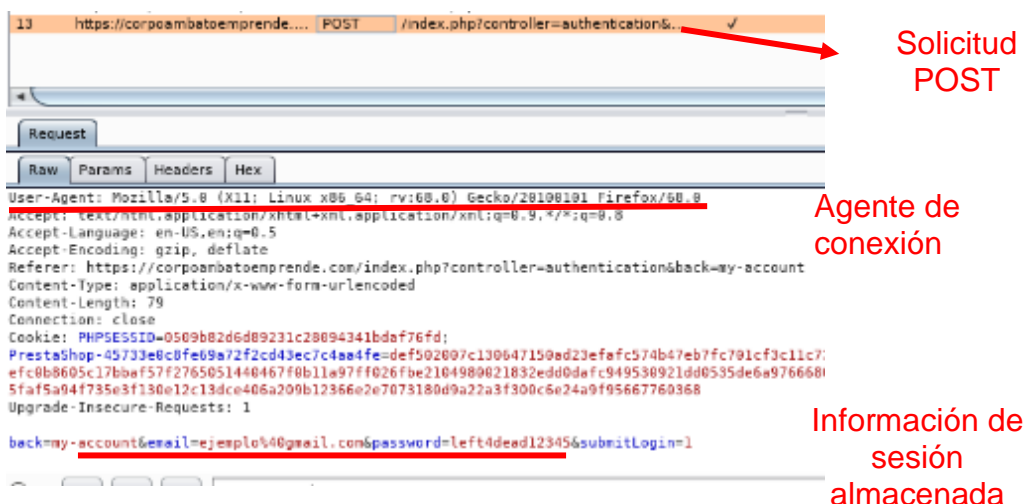 13 https://corpoambatoemprende.... POST /index.php?controller=authentication&... ✓
Solicitud
POST
Request
Raw Params Headers Hex
User-Agent: Mozilla/5.0 (X11; Linux x86_64; rv:68.0) Gecko/20100101 Firefox/68.0
Accept: text/html,application/xhtml+xml,application/xml;q=0.9,*/*;q=0.8
Agente de
conexión
Accept-Language: en-US,en;q=0.5
Accept-Encoding: gzip, deflate
Referer: https://corpoambatoemprende.com/index.php?controller=authentication&back=my-account
Content-Type: application/x-www-form-urlencoded
Content-Length: 79
Connection: close
Cookie: PHPSESSID=0509b82d6d89231c28094341bdaf76fd;
Upgrade-Insecure-Requests: 1
back=my-account&email=ejemplo%40gmail.com&password=left4dead12345&submitLogin=1
Información de
sesión
almacenada